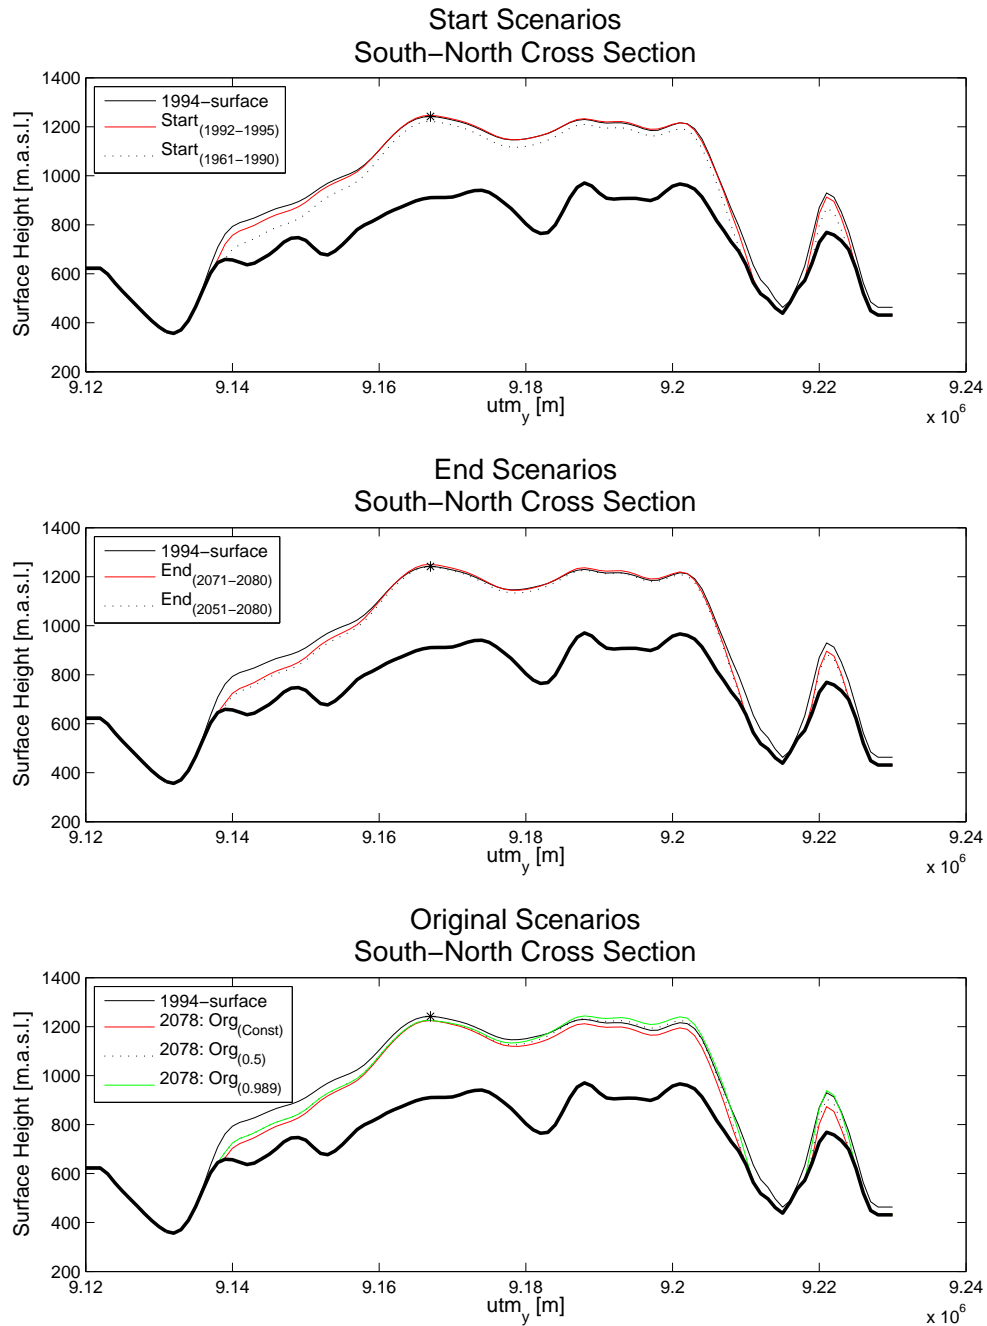 Start Scenarios
South−North Cross Section
1400
1200
1000
800
600
400
200
Surface Height [m.a.s.l.]
1994−surface
Start(1992−1995)
Start(1961−1990)
9.12 9.14 9.16 9.18 9.2 9.22 9.24
utm_y [m]
x 10^6
End Scenarios
South−North Cross Section
1400
1200
1000
800
600
400
200
Surface Height [m.a.s.l.]
1994−surface
End(2071−2080)
End(2051−2080)
9.12 9.14 9.16 9.18 9.2 9.22 9.24
utm_y [m]
x 10^6
Original Scenarios
South−North Cross Section
1400
1200
1000
800
600
400
200
Surface Height [m.a.s.l.]
1994−surface
2078: Org(Const)
2078: Org(0.5)
2078: Org(0.989)
9.12 9.14 9.16 9.18 9.2 9.22 9.24
utm_y [m]
x 10^6